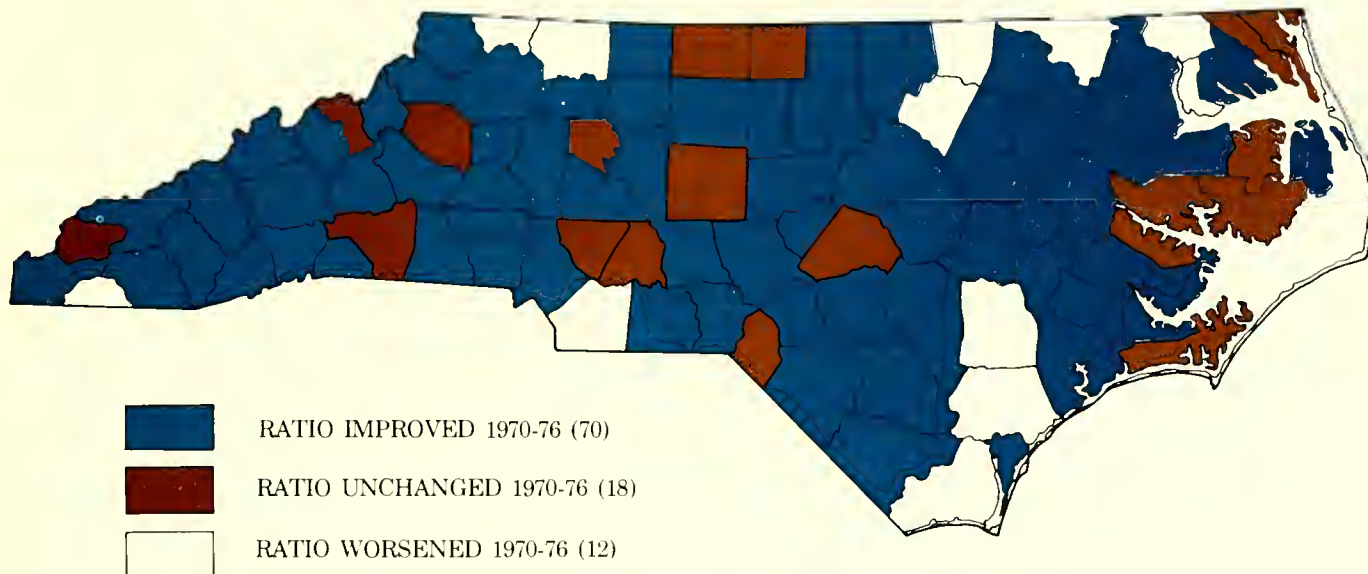 RATIO IMPROVED 1970-76 (70)
RATIO UNCHANGED 1970-76 (18)
RATIO WORSENED 1970-76 (12)